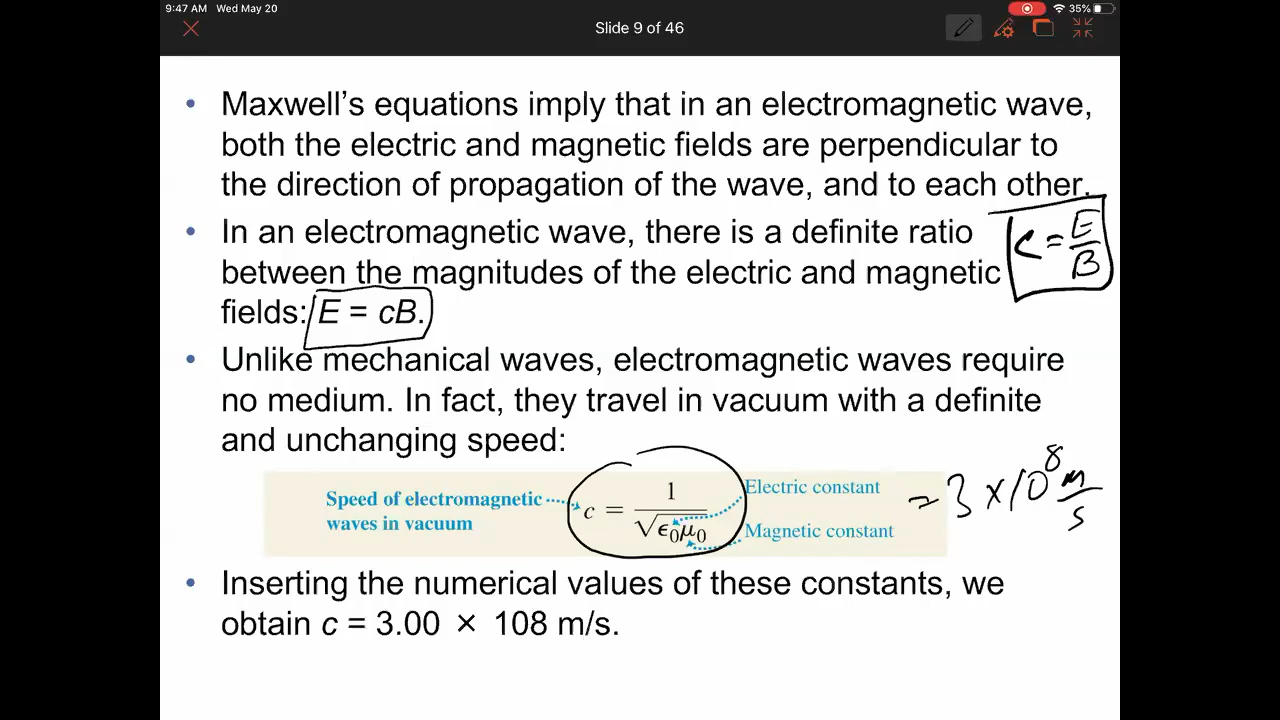 9:47 AM Wed May 20
35%
Slide 9 of 46
• Maxwell's equations imply that in an electromagnetic wave,
both the electric and magnetic fields are perpendicular to
the direction of propagation of the wave, and to each other.
• In an electromagnetic wave, there is a definite ratio
between the magnitudes of the electric and magnetic
fields: E = cB.
c = E/B
• Unlike mechanical waves, electromagnetic waves require
no medium. In fact, they travel in vacuum with a definite
and unchanging speed:
Speed of electromagnetic
waves in vacuum
c = 1/√ϵ₀μ₀
Electric constant
Magnetic constant
= 3 × 10⁸ m/s
• Inserting the numerical values of these constants, we
obtain c = 3.00 × 108 m/s.